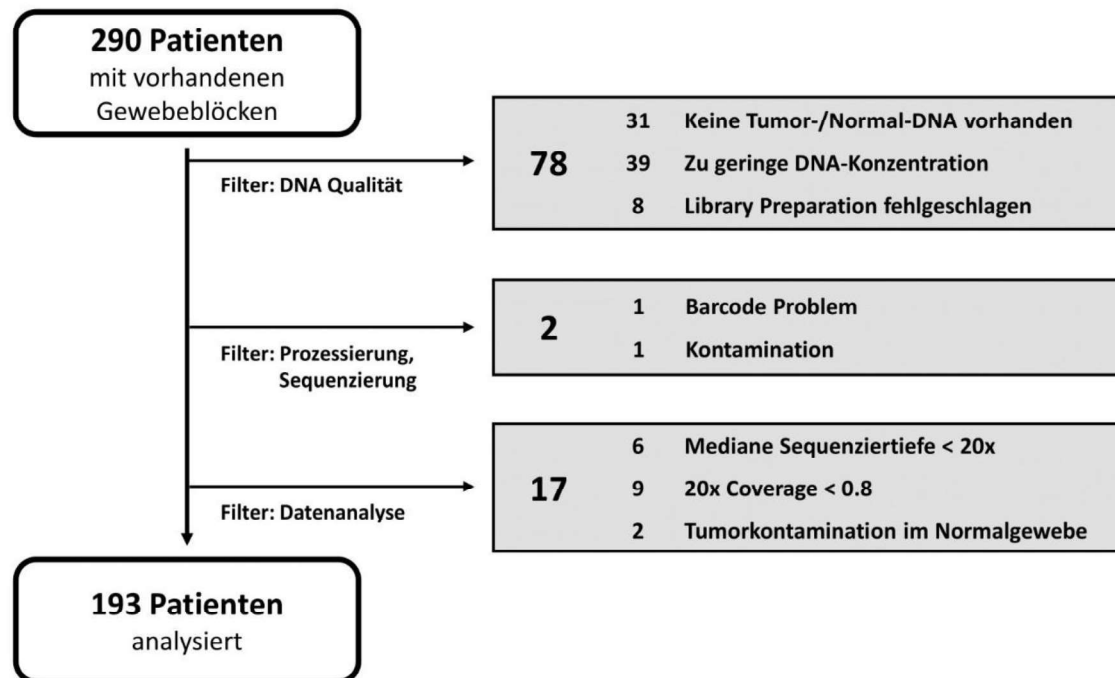 290 Patienten
mit vorhandenen
Gewebeblöcken
Filter: DNA Qualität
78
31 Keine Tumor-/Normal-DNA vorhanden
39 Zu geringe DNA-Konzentration
8 Library Preparation fehlgeschlagen
Filter: Prozessierung,
Sequenzierung
2
1 Barcode Problem
1 Kontamination
Filter: Datenanalyse
17
6 Mediane Sequenziertiefe < 20x
9 20x Coverage < 0.8
2 Tumorkontamination im Normalgewebe
193 Patienten
analysiert